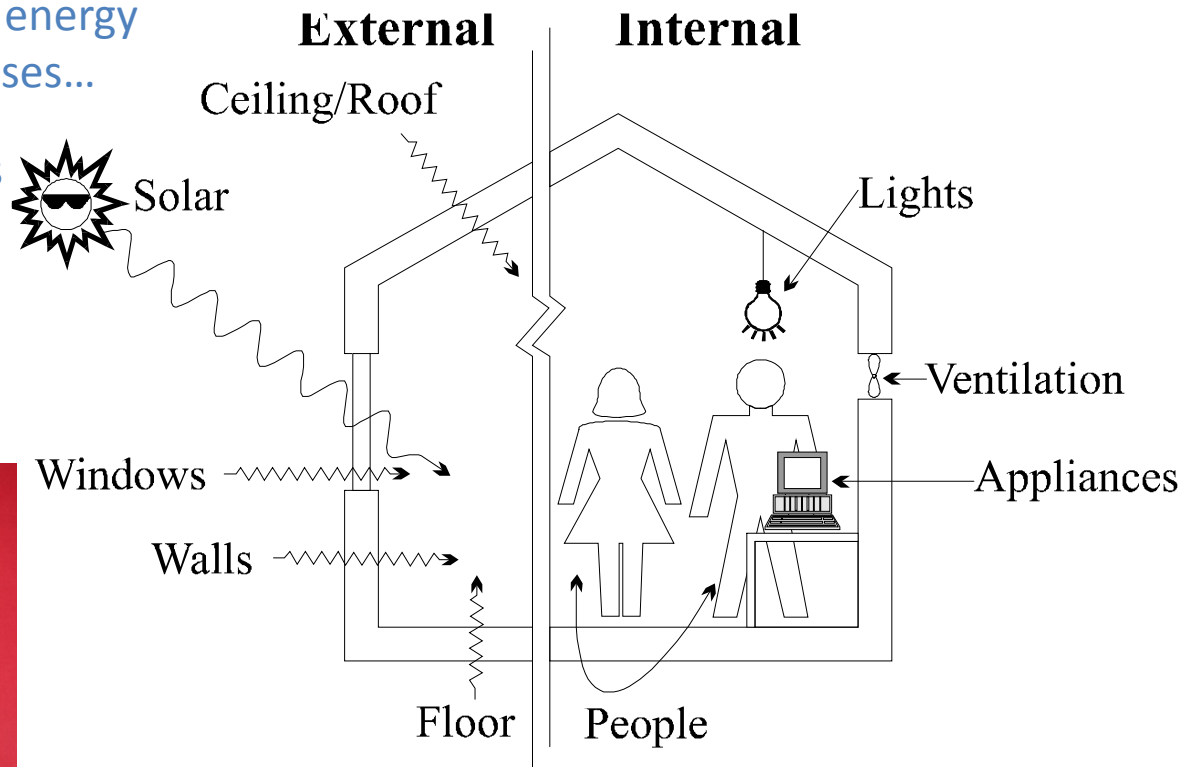 energy
ses…
External
Internal
Ceiling/Roof
Solar
Lights
Ventilation
Windows
Appliances
Walls
Floor
People